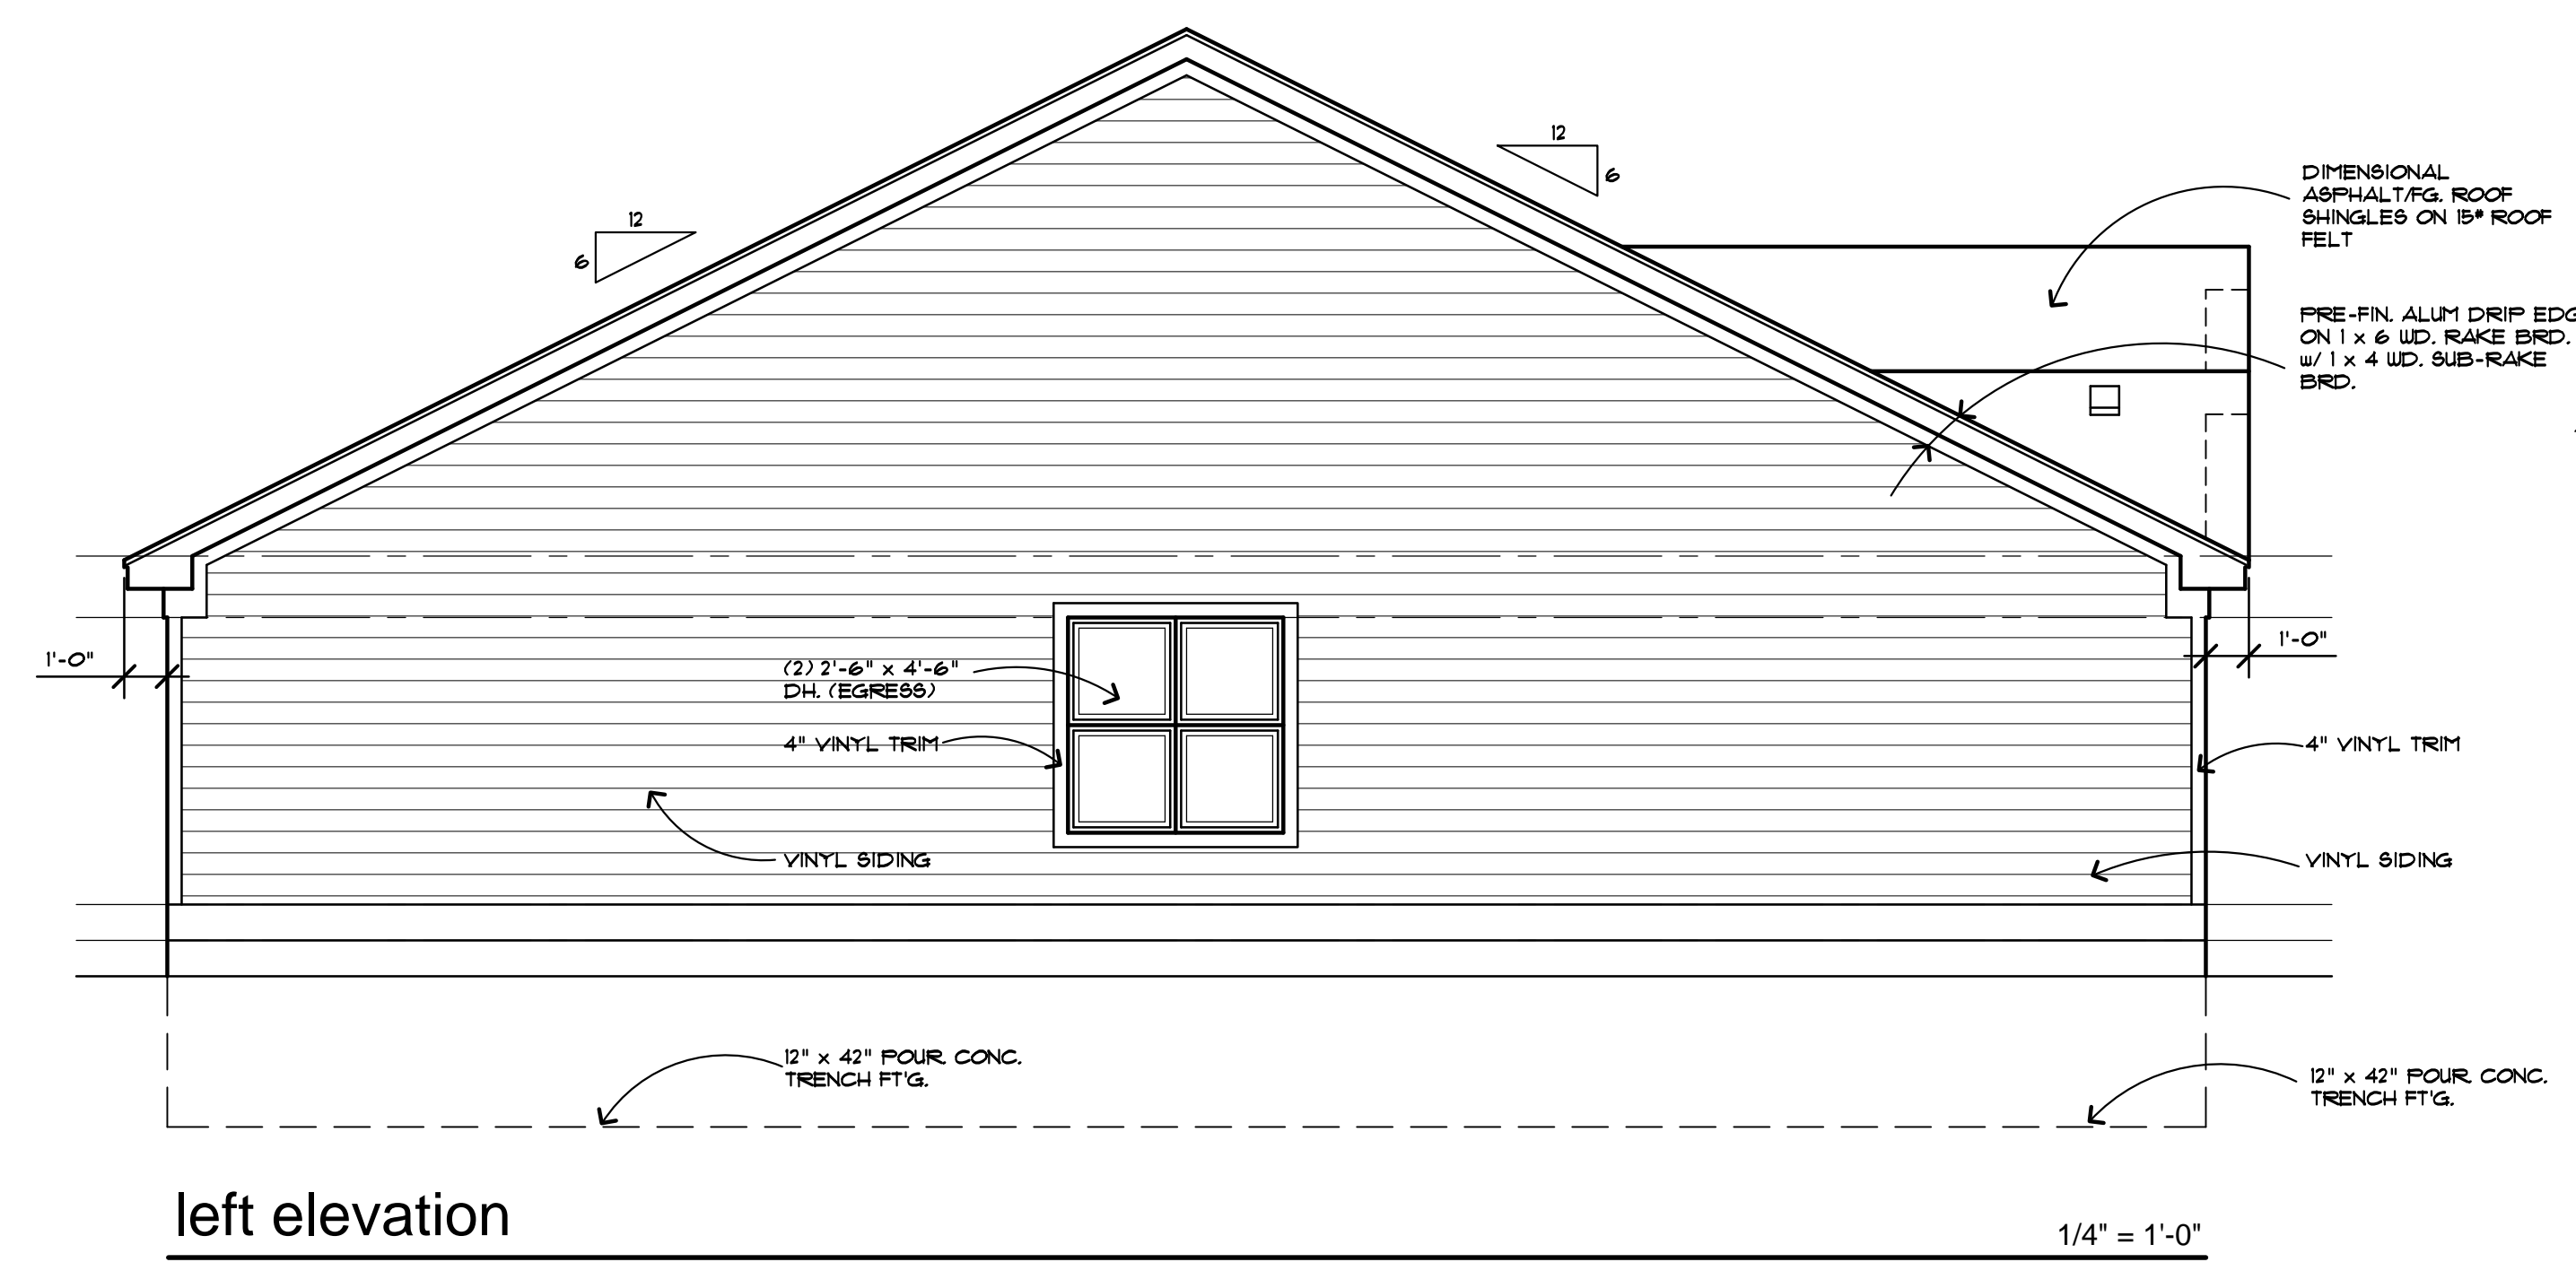 12
6
12
6
DIMENSIONAL
ASPHALT/FG. ROOF
SHINGLES ON 15# ROOF
FELT
PRE-FIN. ALUM DRIP EDG
ON 1 x 6 WD. RAKE BRD.
w/ 1 x 4 WD. SUB-RAKE
BRD.
1'-0"
1'-0"
(2) 2'-6" x 4'-6"
DH. (EGRESS)
4" VINYL TRIM
4" VINYL TRIM
VINYL SIDING
VINYL SIDING
12" x 42" POUR. CONC.
TRENCH FT'G.
12" x 42" POUR. CONC.
TRENCH FT'G.
left elevation
1/4" = 1'-0"